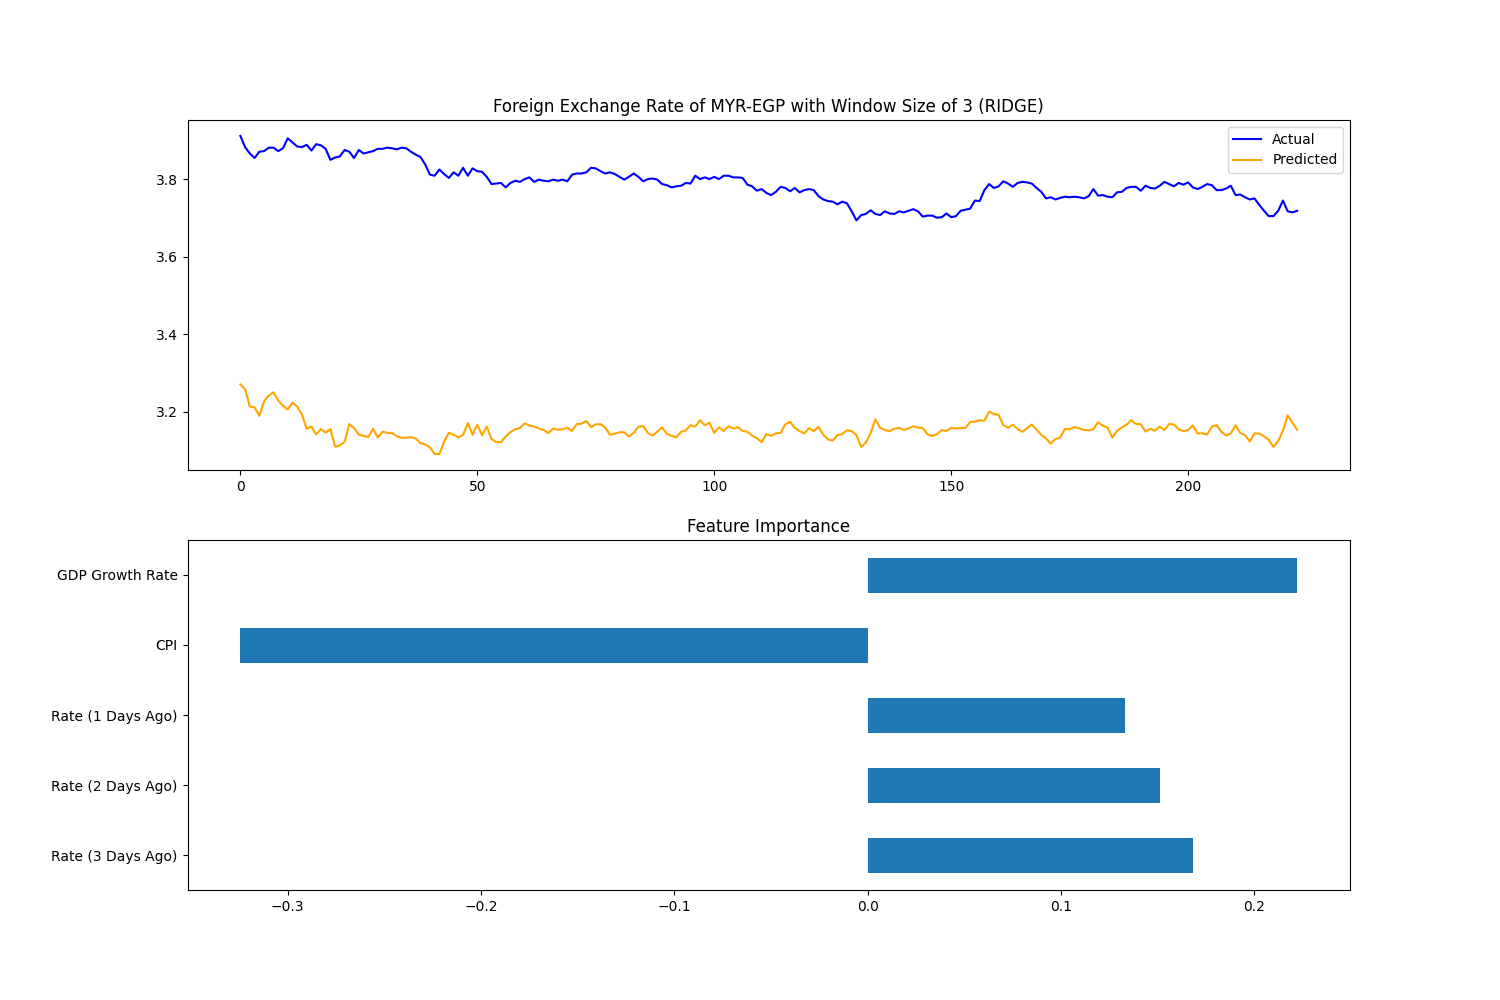 Foreign Exchange Rate of MYR-EGP with Window Size of 3 (RIDGE)
Actual
Predicted
3.8
3.6
3.4
3.2
0 50 100 150 200
Feature Importance
GDP Growth Rate
CPI
Rate (1 Days Ago)
Rate (2 Days Ago)
Rate (3 Days Ago)
−0.3 −0.2 −0.1 0.0 0.1 0.2